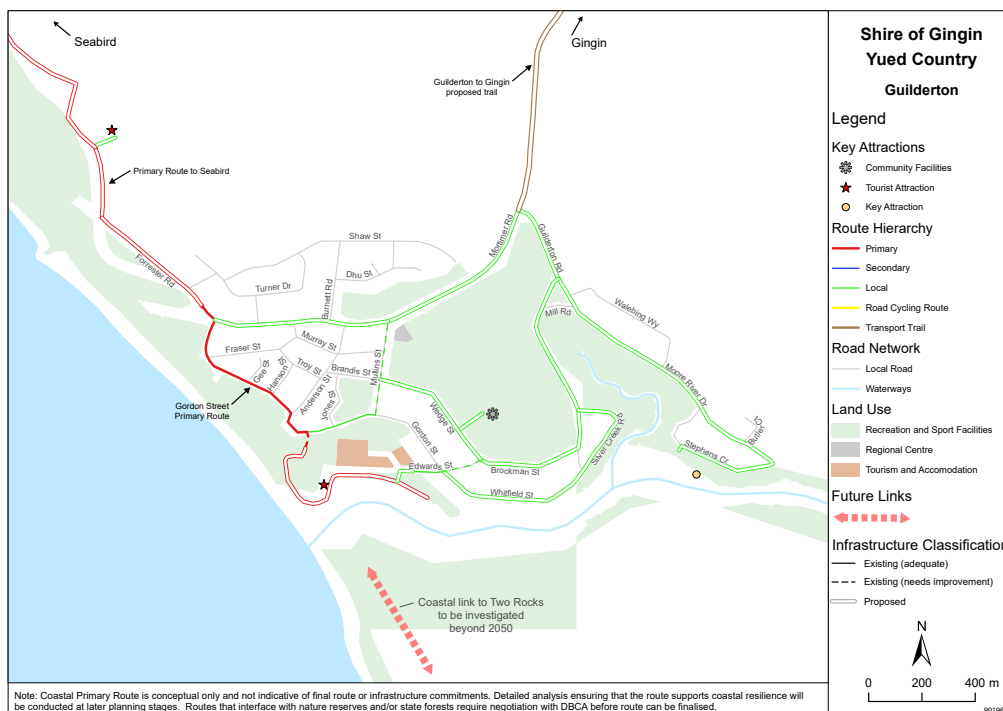 Seabird
Gingin
Guilderton to Gingin
proposed trail
Primary Route to Seabird
Forrester Rd
Shaw St
Turner Dr
Dhu St
Burnett Rd
Mortimer Rd
Guilderton Rd
Walebing Wy
Mill Rd
Murray St
Fraser St
Gee St
Hanson St
Troy St
Brandis St
Mullins St
Anderson St
Jones St
Gordon Street
Primary Route
Wedge St
Gordon St
Moore River Dr
Butler Ct
Stephens Cr
Silver Creek Rd
Edwards St
Brockman St
Whitfield St
Coastal link to Two Rocks
to be investigated
beyond 2050
Note: Coastal Primary Route is conceptual only and not indicative of final route or infrastructure commitments. Detailed analysis ensuring that the route supports coastal resilience will
be conducted at later planning stages. Routes that interface with nature reserves and/or state forests require negotiation with DBCA before route can be finalised.
Shire of Gingin
Yued Country
Guilderton
Legend
Key Attractions
Community Facilities
Tourist Attraction
Key Attraction
Route Hierarchy
Primary
Secondary
Local
Road Cycling Route
Transport Trail
Road Network
Local Road
Waterways
Land Use
Recreation and Sport Facilities
Regional Centre
Tourism and Accomodation
Future Links
Infrastructure Classification
Existing (adequate)
Existing (needs improvement)
Proposed
N
0 200 400 m